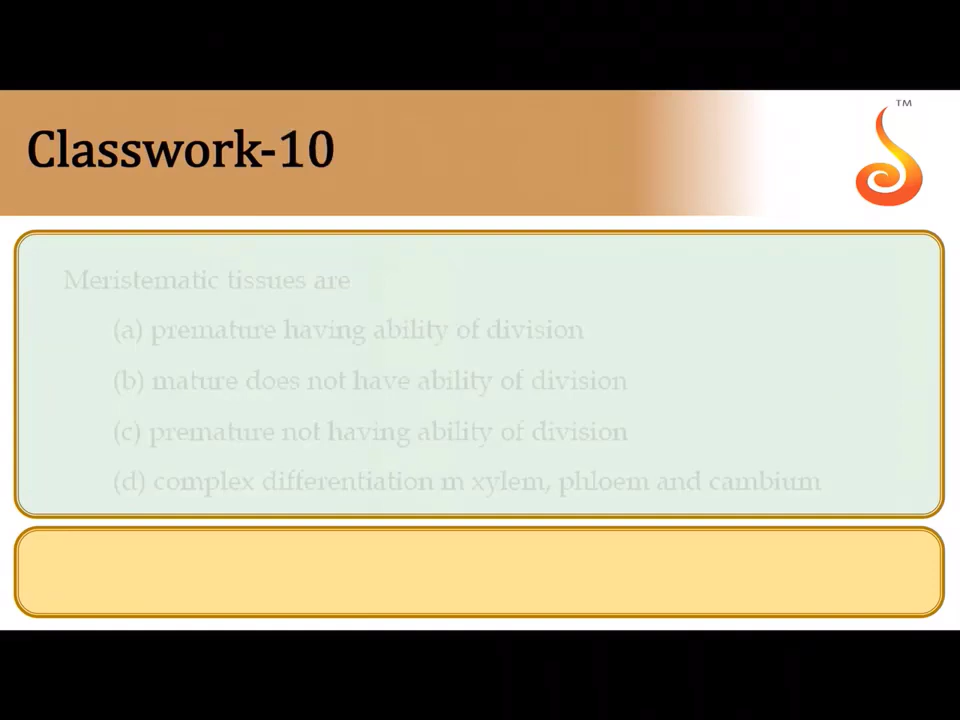 TM
Classwork-10
Meristematic tissues are
(a) premature having ability of division
(b) mature does not have ability of division
(c) premature not having ability of division
(d) complex differentiation m xylem, phloem and cambium